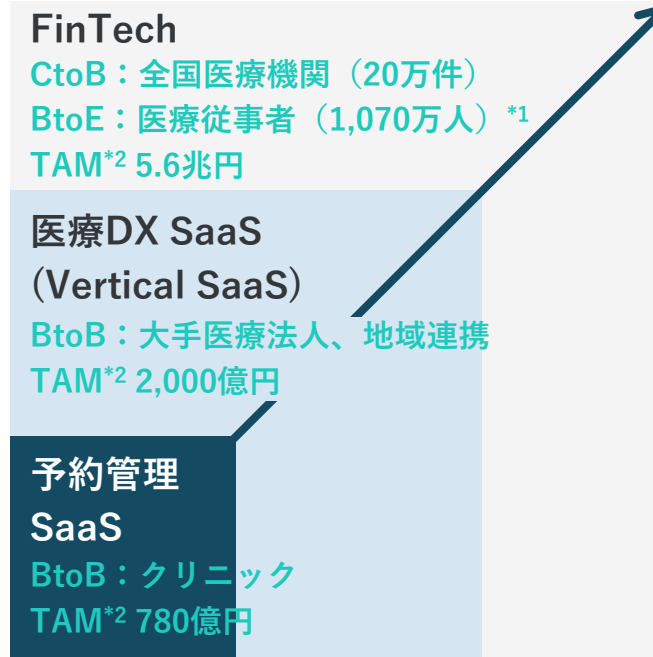 FinTech
CtoB：全国医療機関（20万件）
BtoE：医療従事者（1,070万人）*1
TAM*2 5.6兆円
医療DX SaaS
(Vertical SaaS)
BtoB：大手医療法人、地域連携
TAM*2 2,000億円
予約管理
SaaS
BtoB：クリニック
TAM*2 780億円